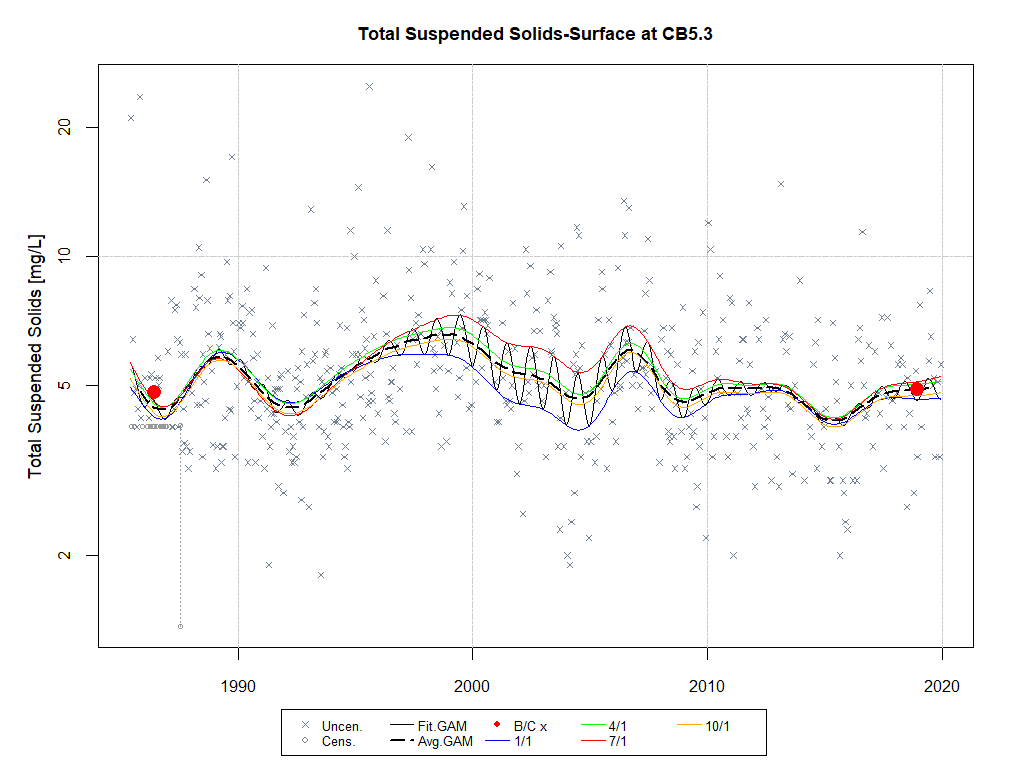 Total Suspended Solids-Surface at CB5.3
Total Suspended Solids [mg/L]
20
10
5
2
1990 2000 2010 2020
Uncen. Fit.GAM B/C x 4/1 10/1
Cens. Avg.GAM 1/1 7/1